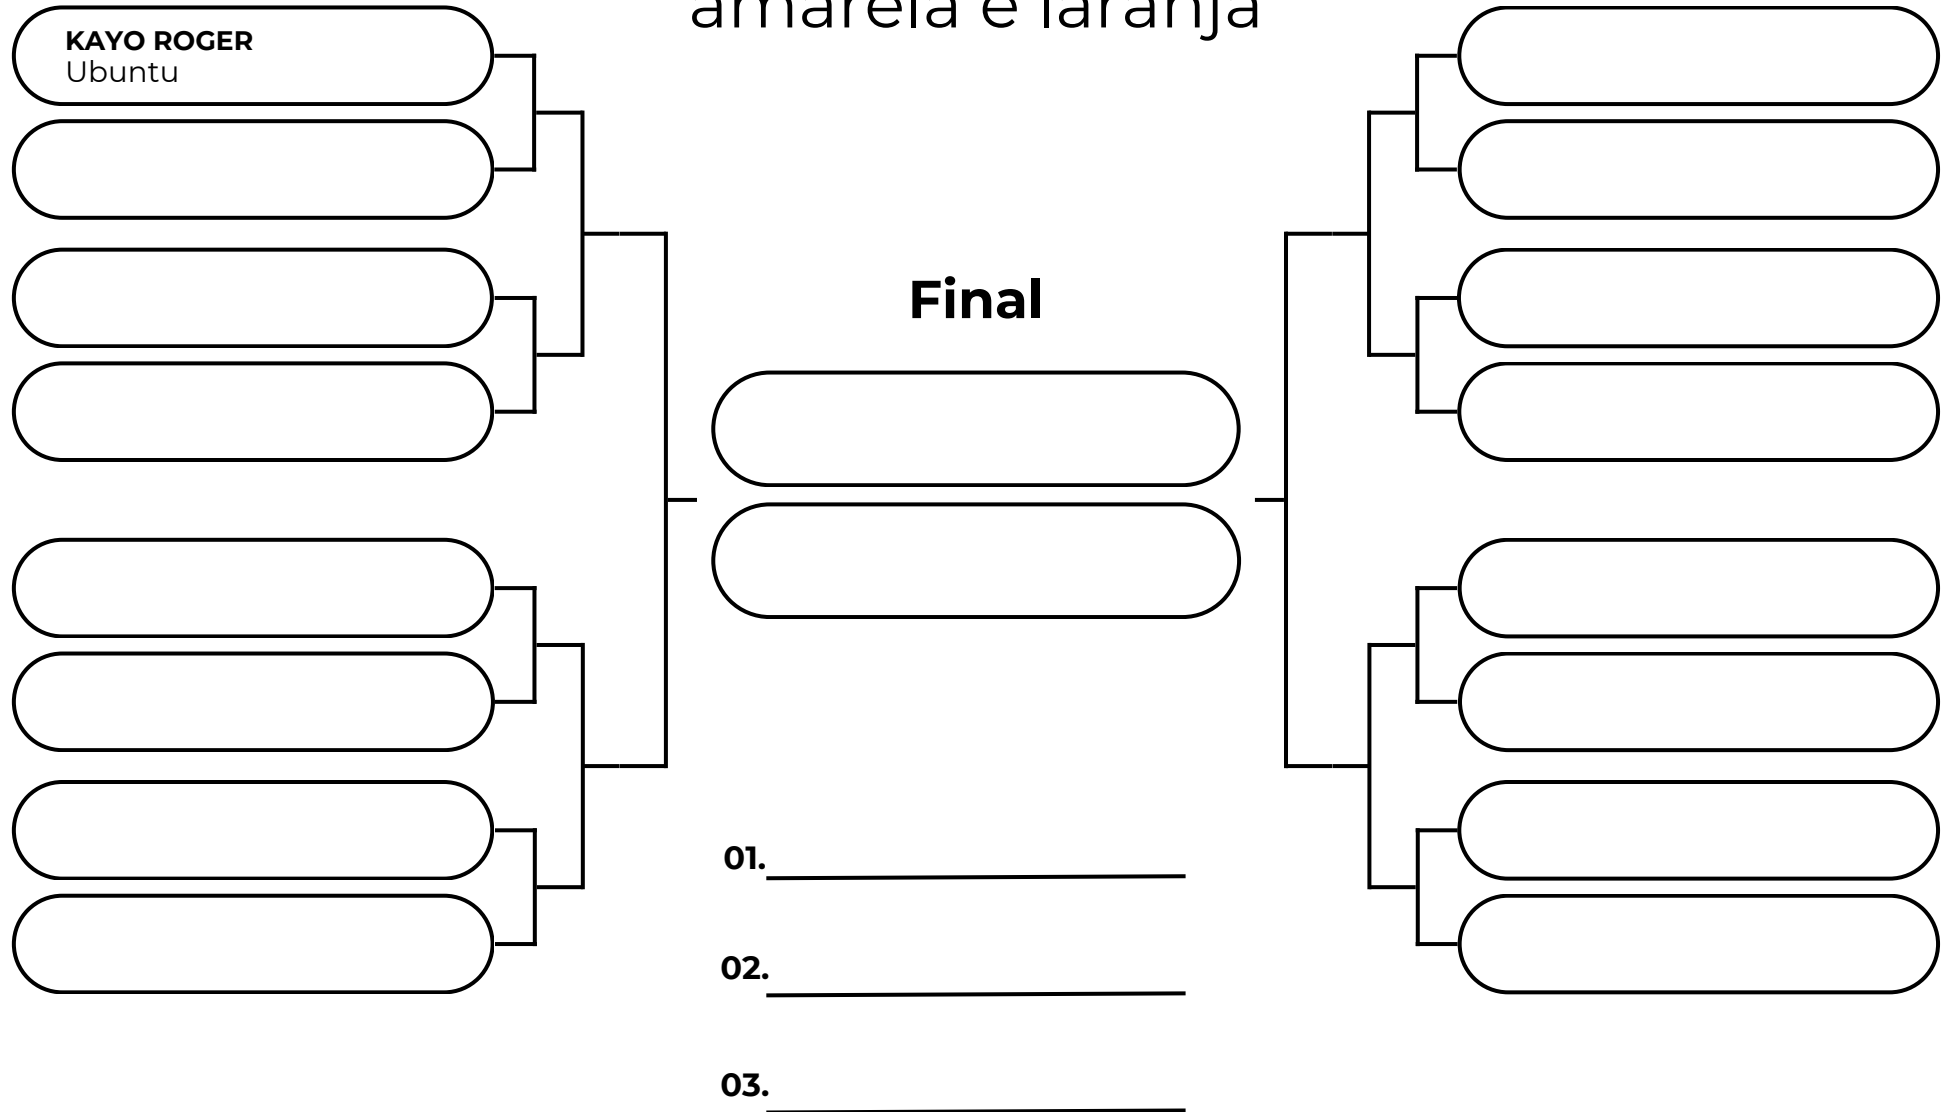 amarela e laranja
KAYO ROGER
Ubuntu
Final
01.
02.
03.